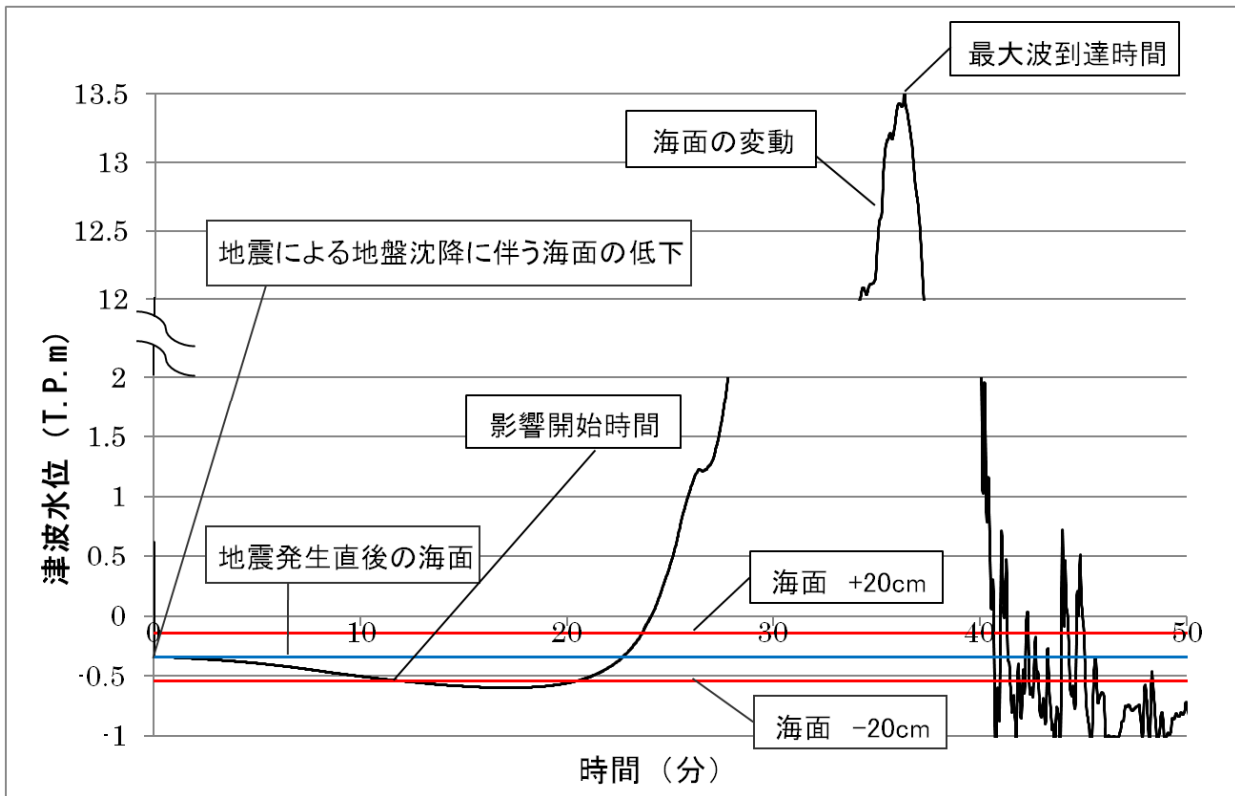 最大波到達時間
13.5
海面の変動
13
12.5
地震による地盤沈降に伴う海面の低下
12
津波水位（T.P.m）
2
影響開始時間
1.5
1
地震発生直後の海面
0.5
海面 +20cm
0
0 10 20 30 40 50
-0.5
海面 -20cm
-1
時間（分）